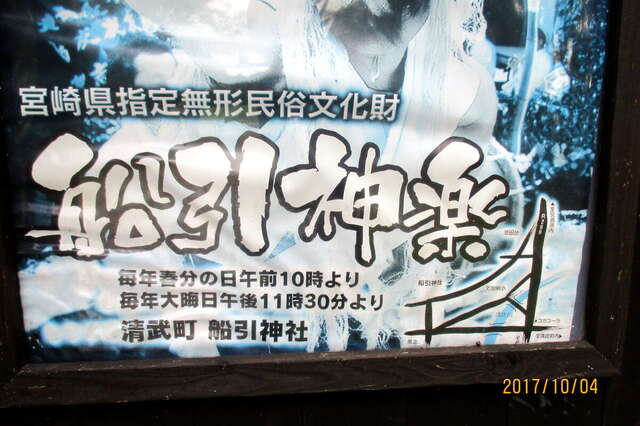 宮崎県指定無形民俗文化財
船引神楽
毎年春分の日午前10時より
毎年大晦日午後11時30分より
清武町 船引神社
船引神社
2017/10/04